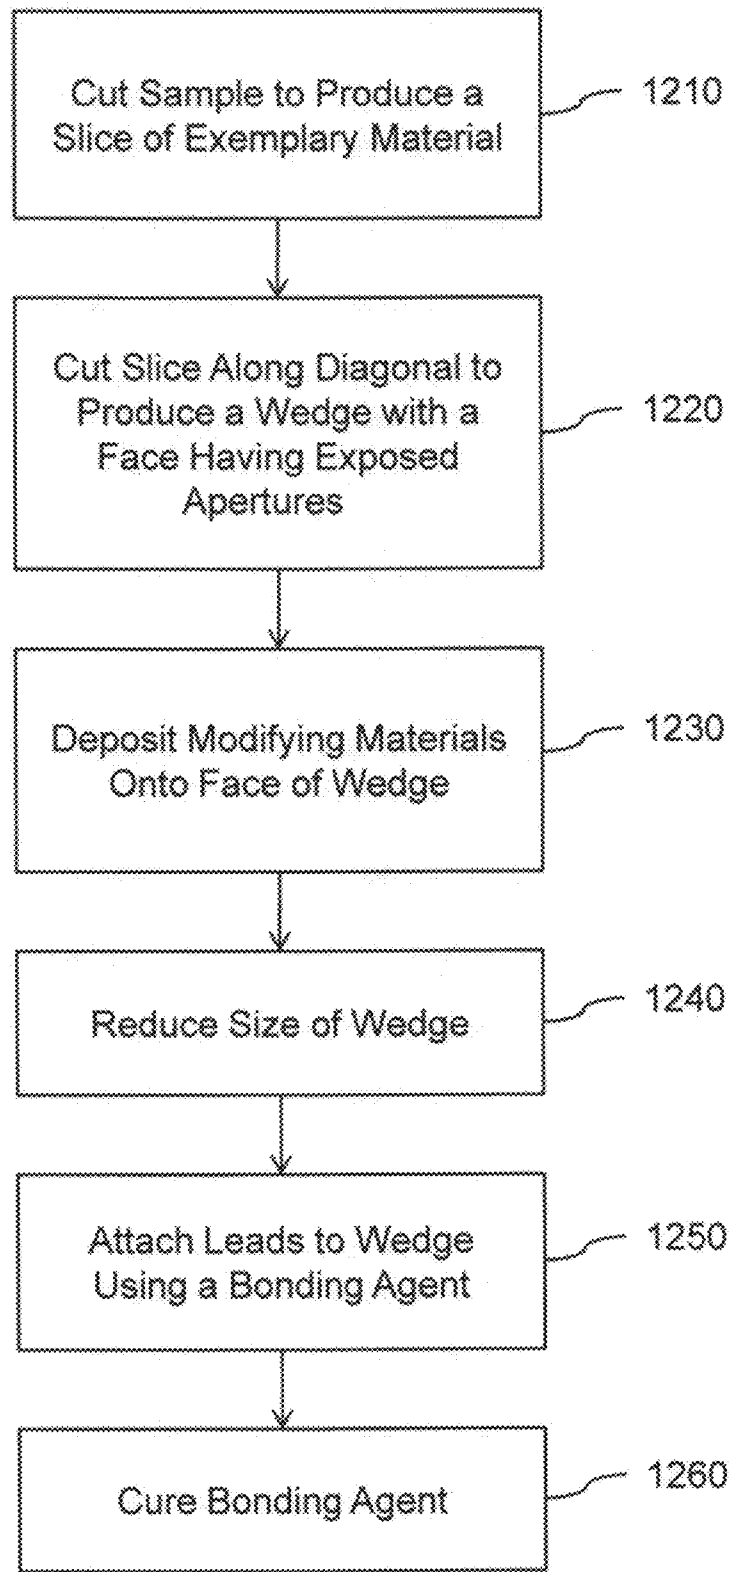 Cut Sample to Produce a
Slice of Exemplary Material
1210
Cut Slice Along Diagonal to
Produce a Wedge with a
Face Having Exposed
Apertures
1220
Deposit Modifying Materials
Onto Face of Wedge
1230
Reduce Size of Wedge
1240
Attach Leads to Wedge
Using a Bonding Agent
1250
Cure Bonding Agent
1260